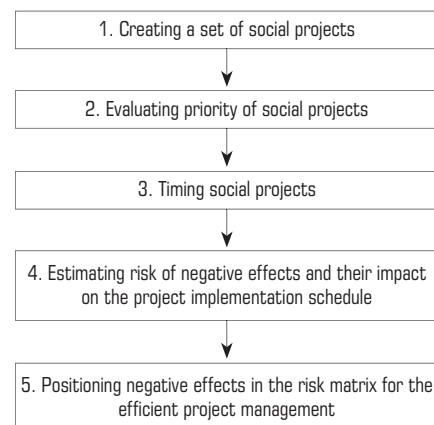 1. Creating a set of social projects
2. Evaluating priority of social projects
3. Timing social projects
4. Estimating risk of negative effects and their impact
on the project implementation schedule
5. Positioning negative effects in the risk matrix for the
efficient project management